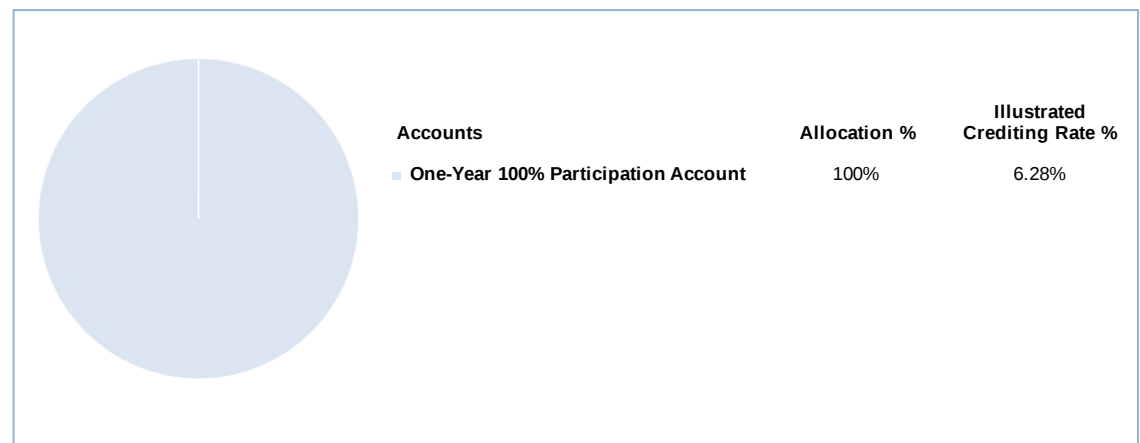 Illustrated
Accounts Allocation % Crediting Rate %
One-Year 100% Participation Account 100% 6.28%